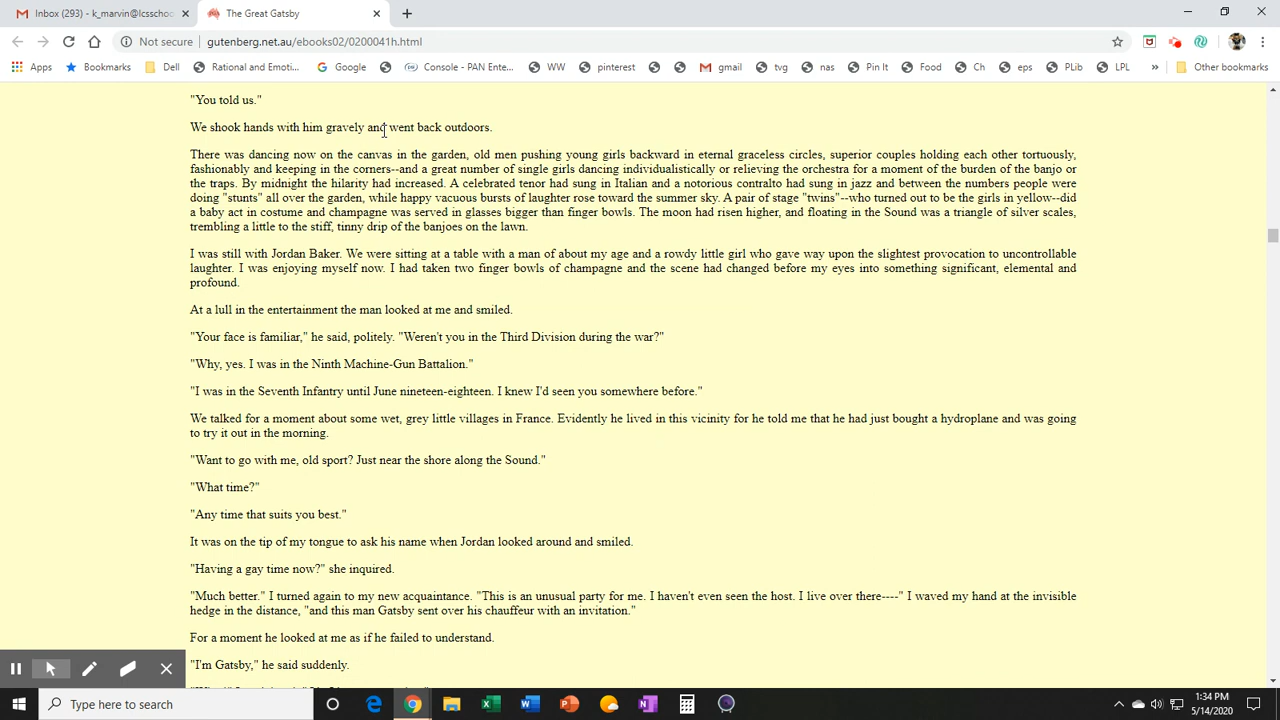 Inbox (293) - k_marvin@lcsschoo
The Great Gatsby
Not secure
gutenberg.net.au/ebooks02/0200041h.html
Apps
Bookmarks
Dell
Rational and Emoti...
Google
Console - PAN Ente...
WW
pinterest
gmail
tvg
nas
Pin It
Food
Ch
eps
PLib
LPL
»
Other bookmarks
"You told us."
We shook hands with him gravely and went back outdoors.
There was dancing now on the canvas in the garden, old men pushing young girls backward in eternal graceless circles, superior couples holding each other tortuously,
fashionably and keeping in the corners--and a great number of single girls dancing individualistically or relieving the orchestra for a moment of the burden of the banjo or
the traps. By midnight the hilarity had increased. A celebrated tenor had sung in Italian and a notorious contralto had sung in jazz and between the numbers people were
doing "stunts" all over the garden, while happy vacuous bursts of laughter rose toward the summer sky. A pair of stage "twins"--who turned out to be the girls in yellow--did
a baby act in costume and champagne was served in glasses bigger than finger bowls. The moon had risen higher, and floating in the Sound was a triangle of silver scales,
trembling a little to the stiff, tinny drip of the banjoes on the lawn.
I was still with Jordan Baker. We were sitting at a table with a man of about my age and a rowdy little girl who gave way upon the slightest provocation to uncontrollable
laughter. I was enjoying myself now. I had taken two finger bowls of champagne and the scene had changed before my eyes into something significant, elemental and
profound.
At a lull in the entertainment the man looked at me and smiled.
"Your face is familiar," he said, politely. "Weren't you in the Third Division during the war?"
"Why, yes. I was in the Ninth Machine-Gun Battalion."
"I was in the Seventh Infantry until June nineteen-eighteen. I knew I'd seen you somewhere before."
We talked for a moment about some wet, grey little villages in France. Evidently he lived in this vicinity for he told me that he had just bought a hydroplane and was going
to try it out in the morning.
"Want to go with me, old sport? Just near the shore along the Sound."
"What time?"
"Any time that suits you best."
It was on the tip of my tongue to ask his name when Jordan looked around and smiled.
"Having a gay time now?" she inquired.
"Much better." I turned again to my new acquaintance. "This is an unusual party for me. I haven't even seen the host. I live over there----" I waved my hand at the invisible
hedge in the distance, "and this man Gatsby sent over his chauffeur with an invitation."
For a moment he looked at me as if he failed to understand.
"I'm Gatsby," he said suddenly.
Type here to search
1:34 PM
5/14/2020